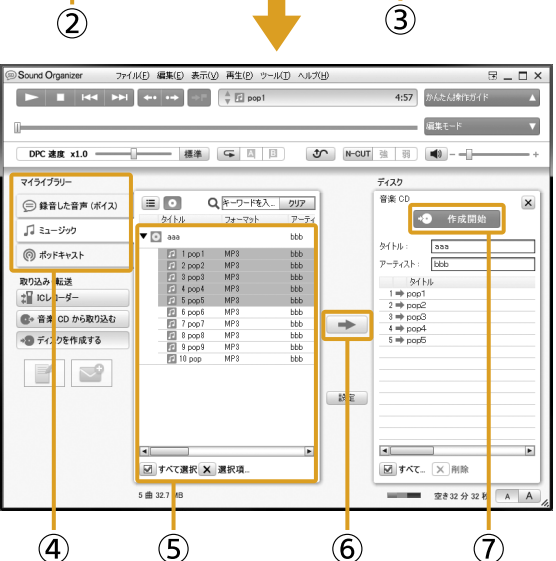 ②
③
Sound Organizer ファイル(F) 編集(E) 表示(V) 再生(P) ツール(T) ヘルプ(H)
pop1 4:57 かんたん操作ガイド
編集モード
DPC 速度 x1.0 標準 A B N-CUT 強 弱
マイライブラリー
録音した音声 (ボイス)
ミュージック
ポッドキャスト
取り込み・転送
ICレコーダー
音楽 CD から取り込む
ディスクを作成する
キーワードを入... クリア
タイトル フォーマット アーティ
aaa bbb
1 pop1 MP3 bbb
2 pop2 MP3 bbb
3 pop3 MP3 bbb
4 pop4 MP3 bbb
5 pop5 MP3 bbb
6 pop6 MP3 bbb
7 pop7 MP3 bbb
8 pop8 MP3 bbb
9 pop9 MP3 bbb
10 pop MP3 bbb
すべて選択 選択項...
5 曲 32.7 MB
設定
ディスク
音楽 CD
作成開始
タイトル: aaa
アーティスト: bbb
タイトル
1 pop1
2 pop2
3 pop3
4 pop4
5 pop5
すべて... 削除
空き32 分 32 秒 A A
④ ⑤ ⑥ ⑦